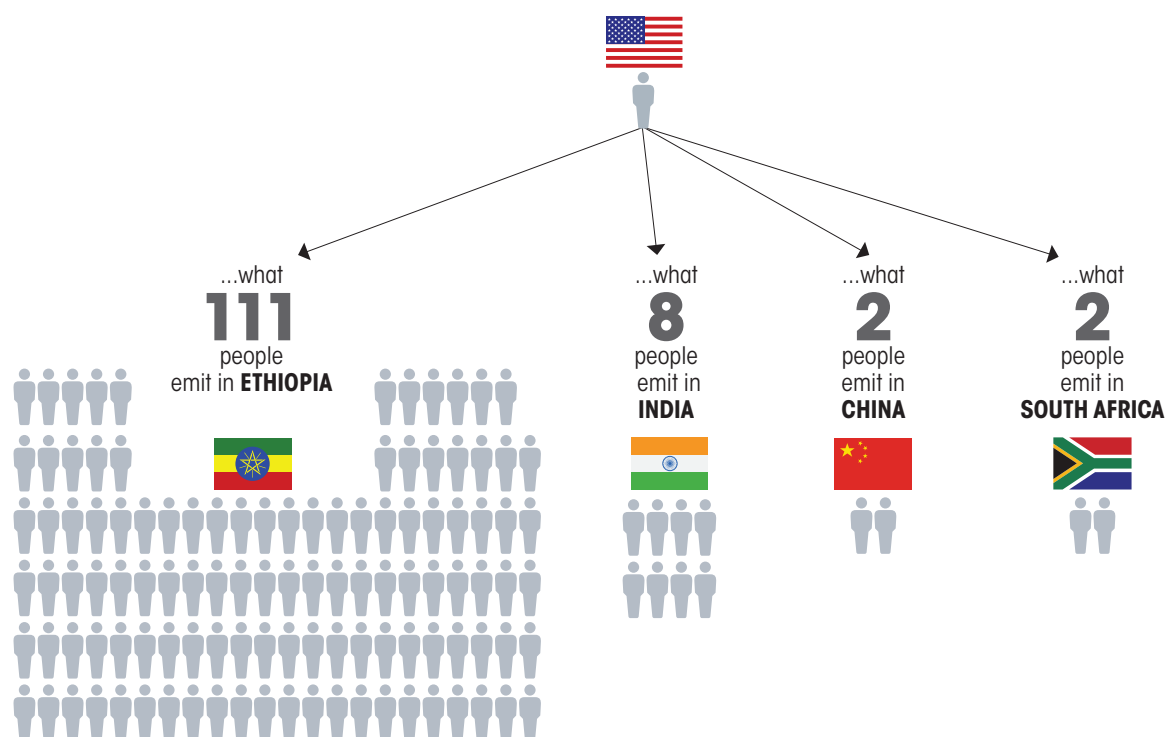 ...what
111
people
emit in ETHIOPIA
...what
8
people
emit in
INDIA
...what
2
people
emit in
CHINA
...what
2
people
emit in
SOUTH AFRICA